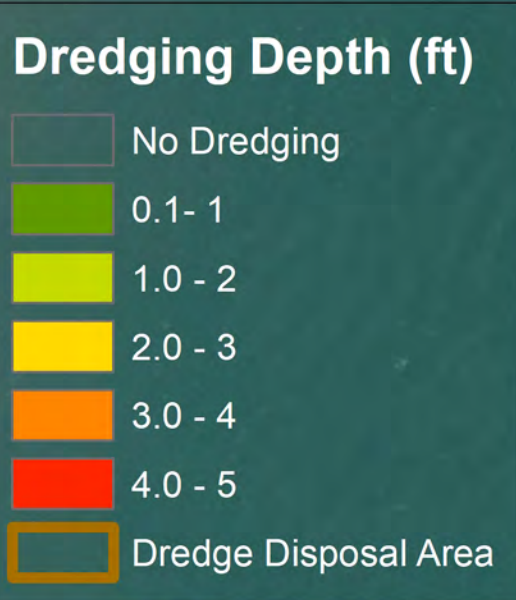 Dredging Depth (ft)
No Dredging
0.1- 1
1.0 - 2
2.0 - 3
3.0 - 4
4.0 - 5
Dredge Disposal Area